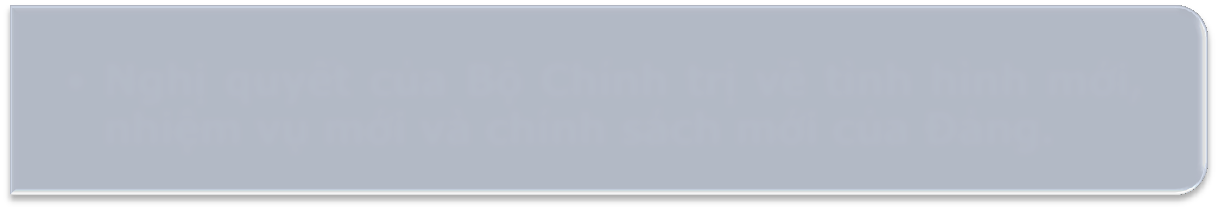 • Nghị quyết của Bộ Chính trị về tình hình mới,
nhiệm vụ mới và chính sách mới của Đảng.